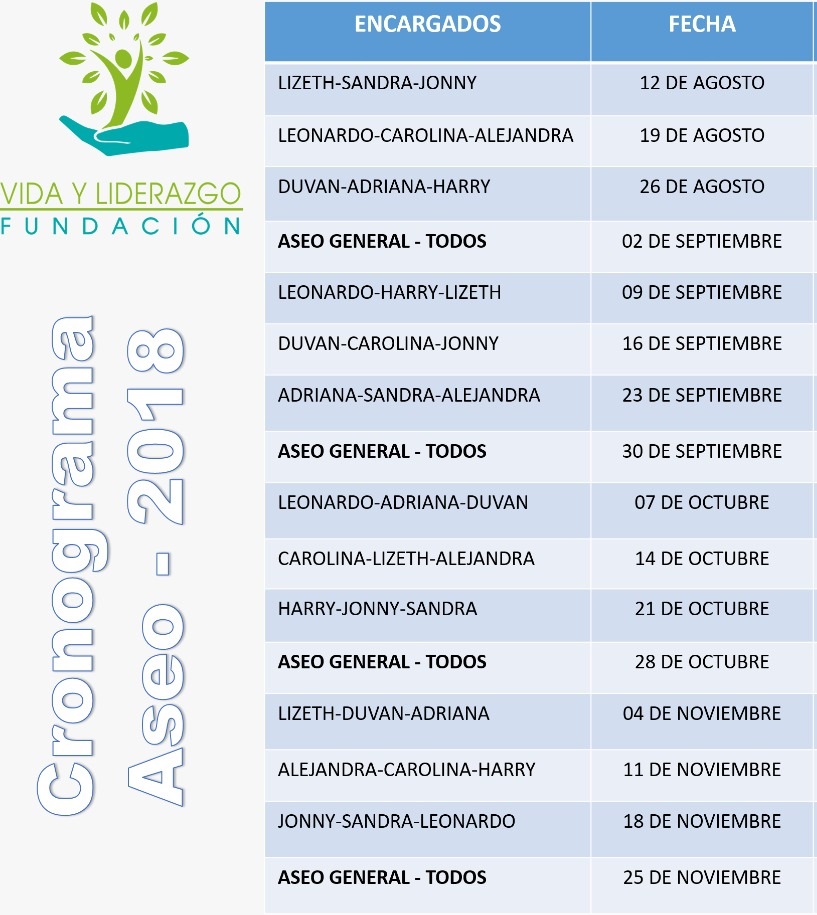 VIDA Y LIDERAZGO
FUNDACIÓN
Cronograma
Aseo - 2018
ENCARGADOS FECHA
LIZETH-SANDRA-JONNY 12 DE AGOSTO
LEONARDO-CAROLINA-ALEJANDRA 19 DE AGOSTO
DUVAN-ADRIANA-HARRY 26 DE AGOSTO
ASEO GENERAL - TODOS 02 DE SEPTIEMBRE
LEONARDO-HARRY-LIZETH 09 DE SEPTIEMBRE
DUVAN-CAROLINA-JONNY 16 DE SEPTIEMBRE
ADRIANA-SANDRA-ALEJANDRA 23 DE SEPTIEMBRE
ASEO GENERAL - TODOS 30 DE SEPTIEMBRE
LEONARDO-ADRIANA-DUVAN 07 DE OCTUBRE
CAROLINA-LIZETH-ALEJANDRA 14 DE OCTUBRE
HARRY-JONNY-SANDRA 21 DE OCTUBRE
ASEO GENERAL - TODOS 28 DE OCTUBRE
LIZETH-DUVAN-ADRIANA 04 DE NOVIEMBRE
ALEJANDRA-CAROLINA-HARRY 11 DE NOVIEMBRE
JONNY-SANDRA-LEONARDO 18 DE NOVIEMBRE
ASEO GENERAL - TODOS 25 DE NOVIEMBRE